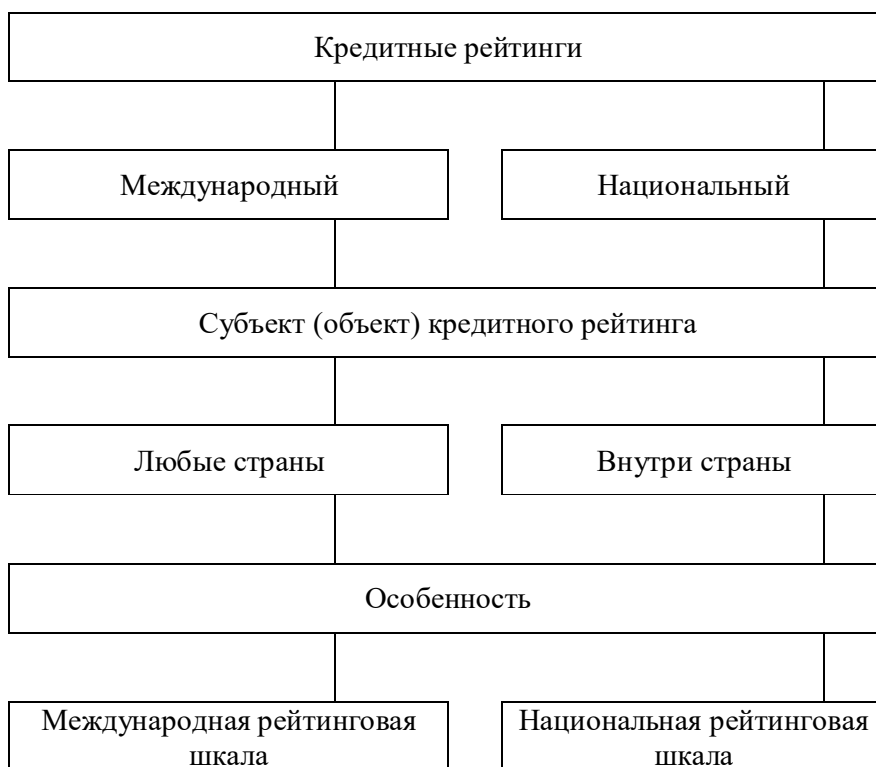 Кредитные рейтинги
Международный
Национальный
Субъект (объект) кредитного рейтинга
Любые страны
Внутри страны
Особенность
Международная рейтинговая
шкала
Национальная рейтинговая
шкала